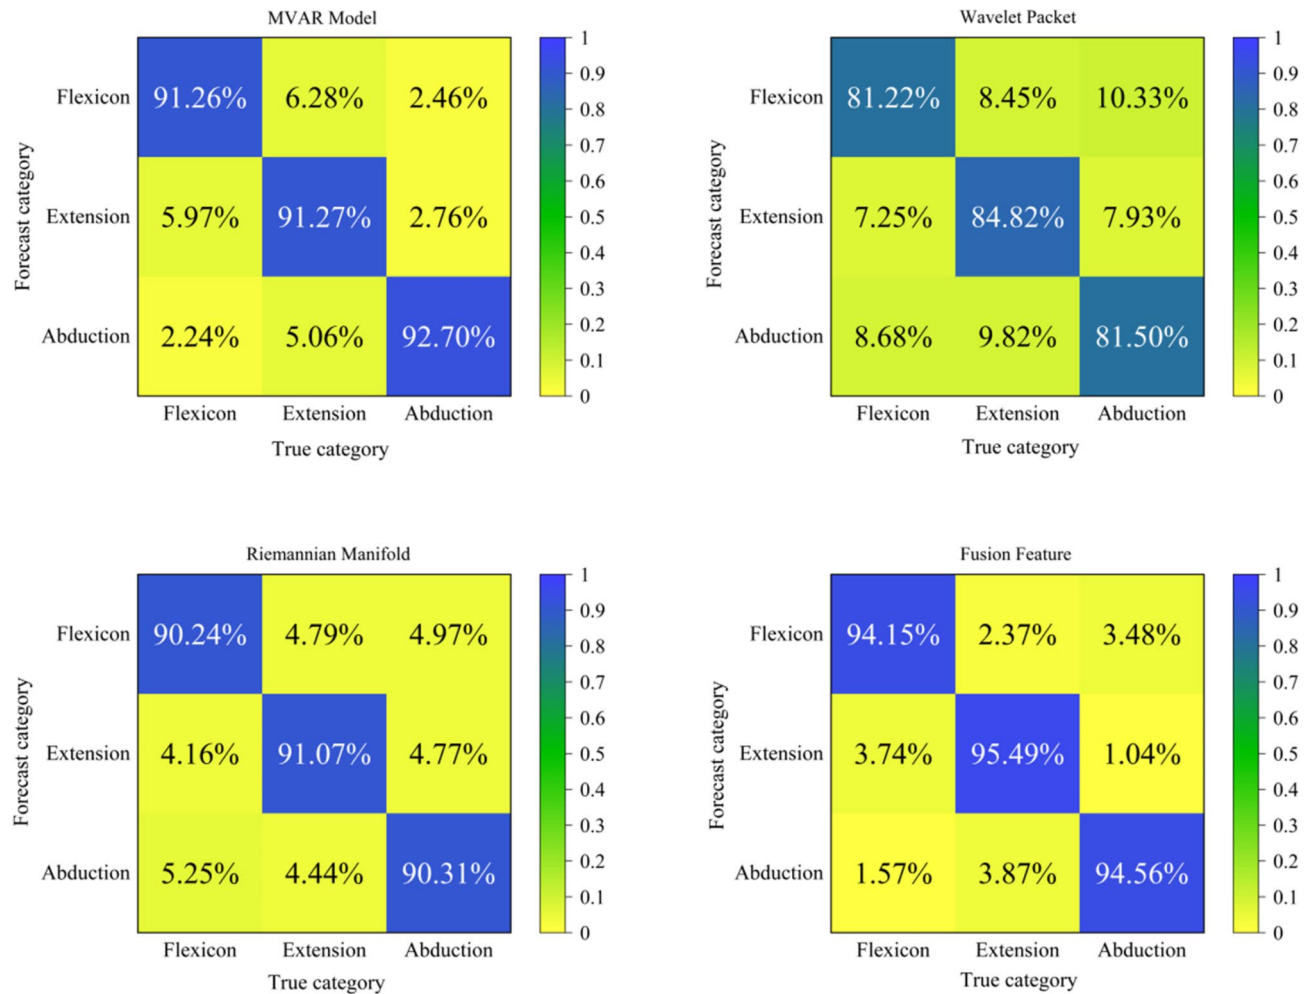 MVAR Model
Forecast category
Flexicon 91.26% 6.28% 2.46%
Extension 5.97% 91.27% 2.76%
Abduction 2.24% 5.06% 92.70%
Flexicon Extension Abduction
True category
1
0.9
0.8
0.7
0.6
0.5
0.4
0.3
0.2
0.1
0
Wavelet Packet
Forecast category
Flexicon 81.22% 8.45% 10.33%
Extension 7.25% 84.82% 7.93%
Abduction 8.68% 9.82% 81.50%
Flexicon Extension Abduction
True category
1
0.9
0.8
0.7
0.6
0.5
0.4
0.3
0.2
0.1
0
Riemannian Manifold
Forecast category
Flexicon 90.24% 4.79% 4.97%
Extension 4.16% 91.07% 4.77%
Abduction 5.25% 4.44% 90.31%
Flexicon Extension Abduction
True category
1
0.9
0.8
0.7
0.6
0.5
0.4
0.3
0.2
0.1
0
Fusion Feature
Forecast category
Flexicon 94.15% 2.37% 3.48%
Extension 3.74% 95.49% 1.04%
Abduction 1.57% 3.87% 94.56%
Flexicon Extension Abduction
True category
1
0.9
0.8
0.7
0.6
0.5
0.4
0.3
0.2
0.1
0